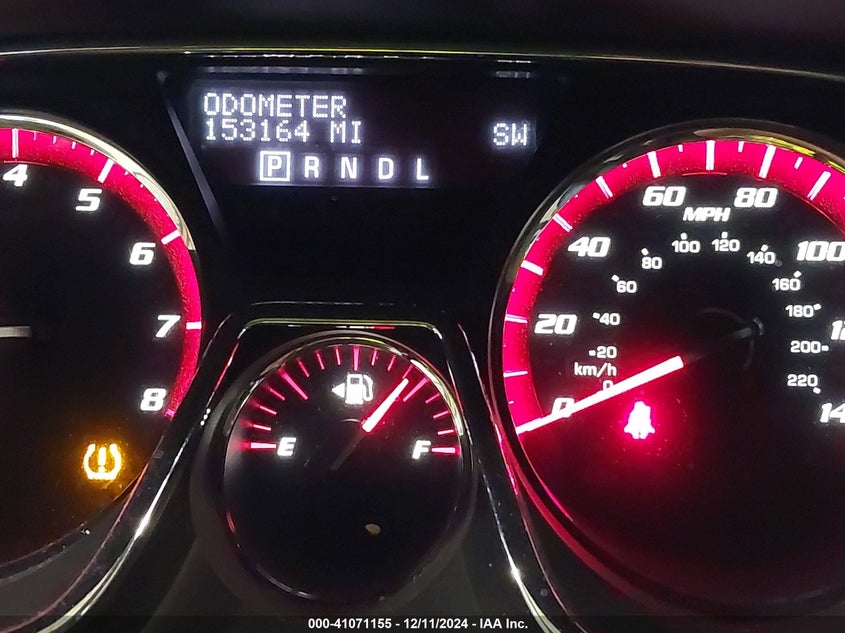 ODOMETER
153164 MI SW
P R N D L
4
5
6
7
8
E F
0 20 40 60 80 100
MPH
0 20 40 60 80 100 120 140 160 180 200 220
km/h
000-41071155 - 12/11/2024 - IAA Inc.